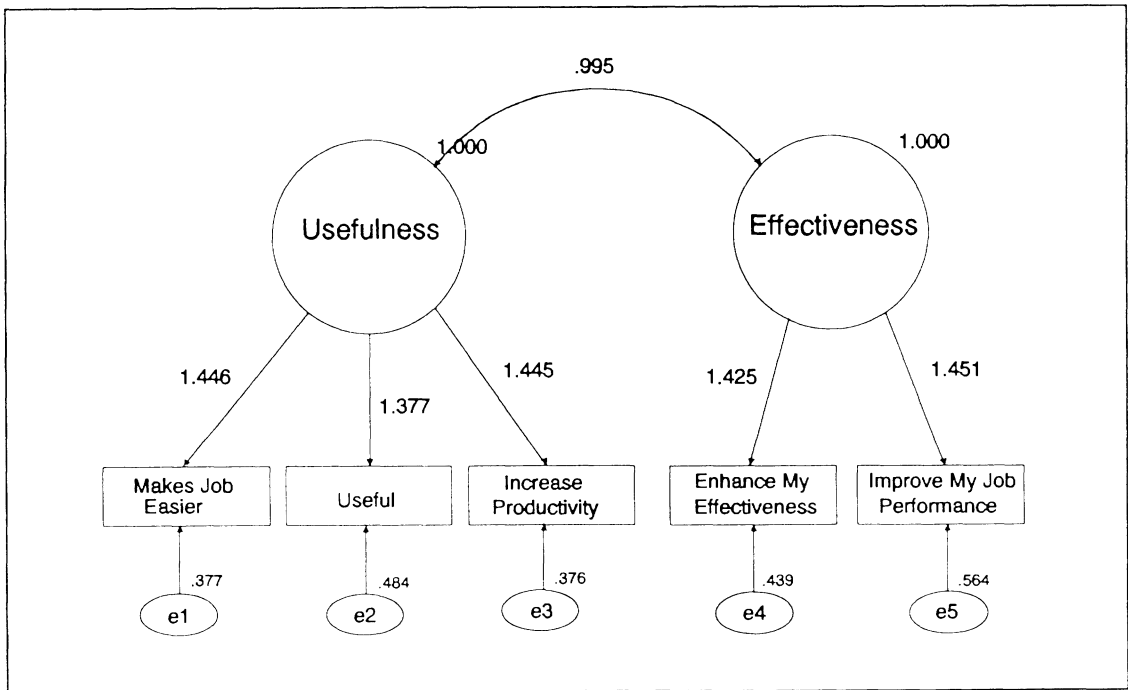 .995
1.000
1.000
Usefulness
Effectiveness
1.446
1.377
1.445
1.425
1.451
Makes Job
Easier
Useful
Increase
Productivity
Enhance My
Effectiveness
Improve My Job
Performance
.377
.484
.376
.439
.564
e1
e2
e3
e4
e5